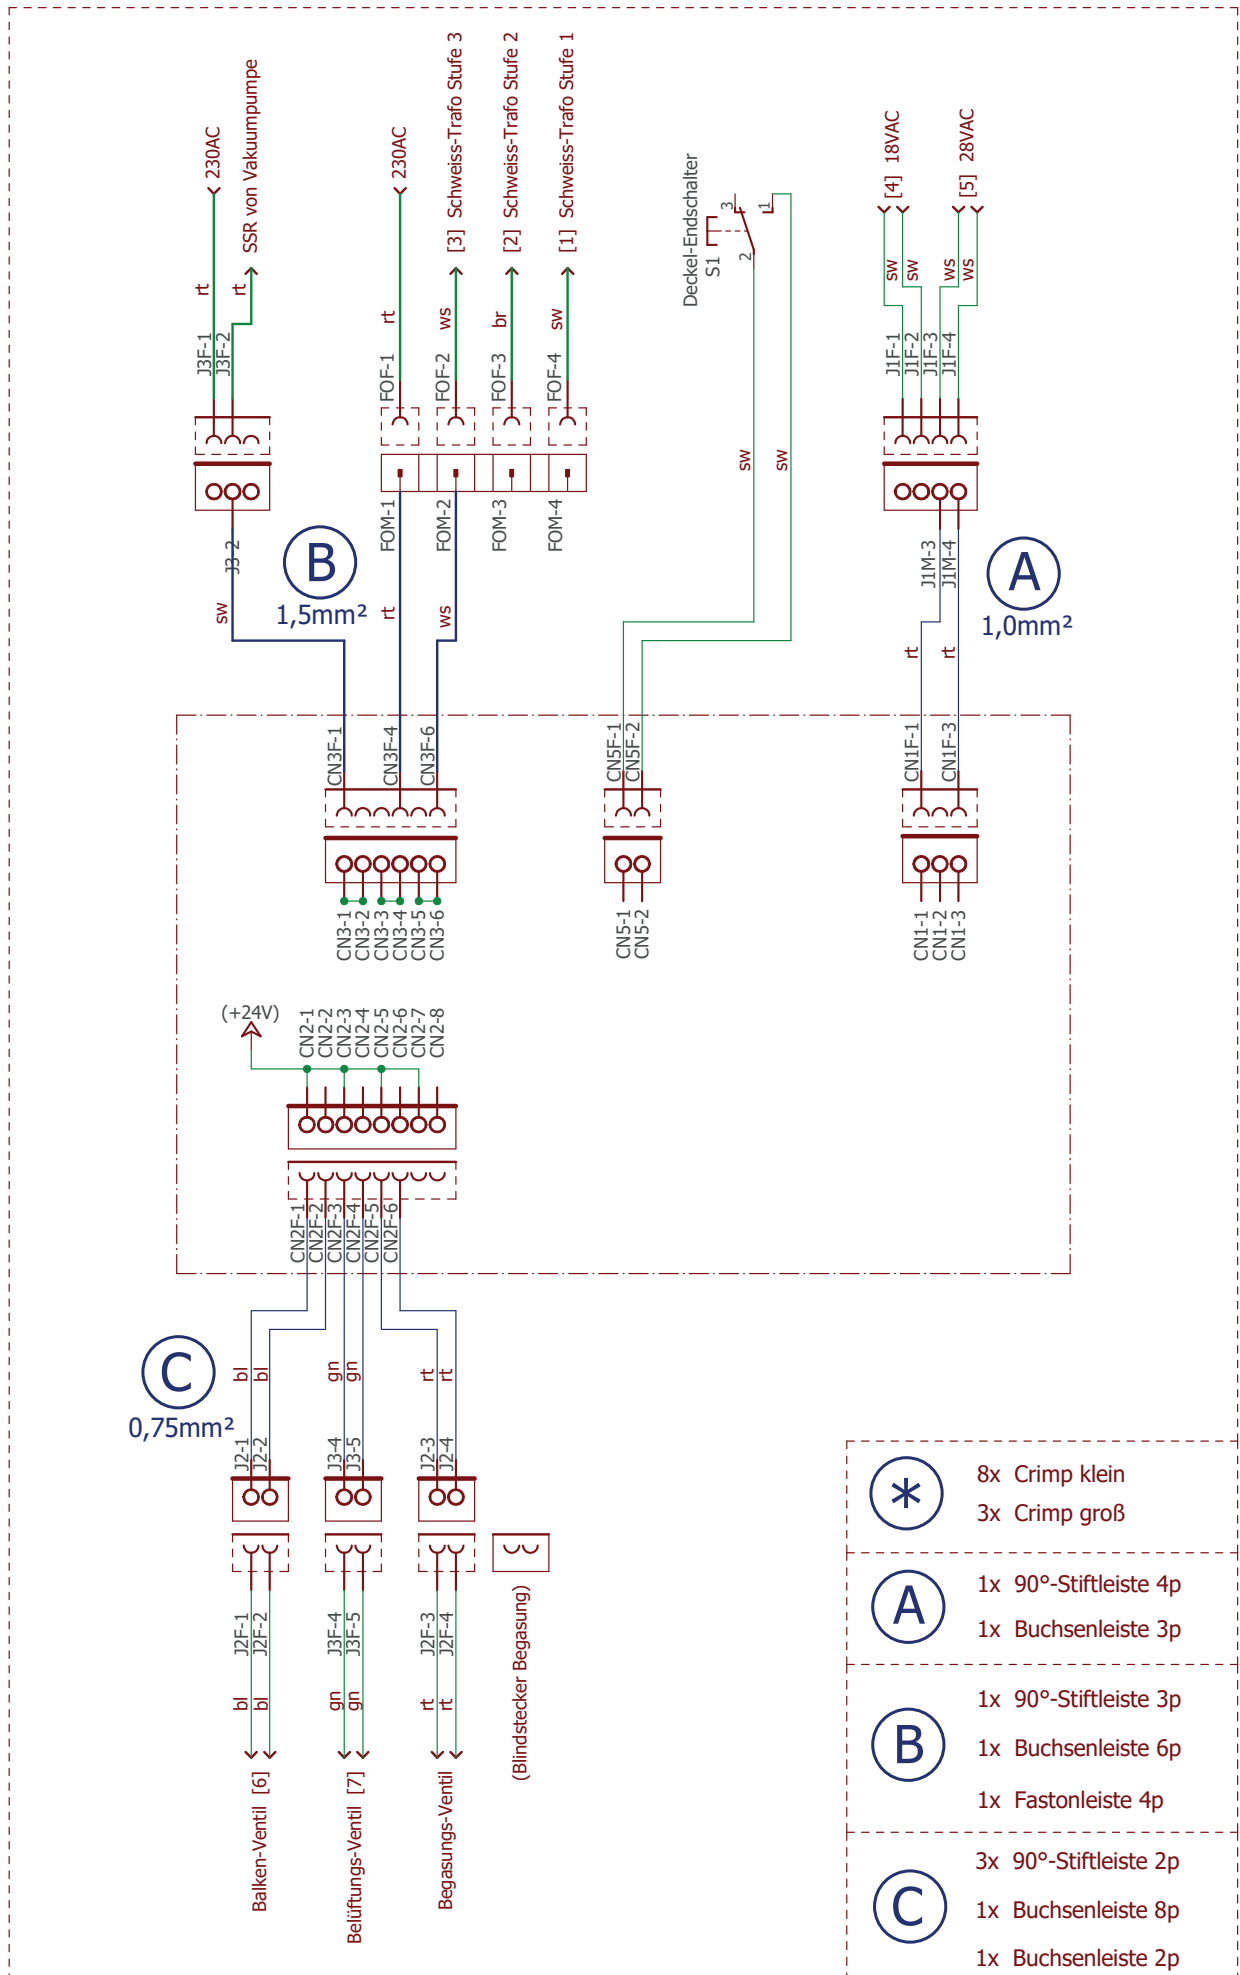 230AC
SSR von Vakuumpumpe
230AC
[3] Schweiss-Trafo Stufe 3
[2] Schweiss-Trafo Stufe 2
[1] Schweiss-Trafo Stufe 1
Deckel-Endschalter
S1
3
1
2
[4] 18VAC
[5] 28VAC
rt
rt
rt
ws
br
sw
sw
sw
ws
ws
J3F-1
J3F-2
FOF-1
FOF-2
FOF-3
FOF-4
J1F-1
J1F-2
J1F-3
J1F-4
sw
sw
J3-2
FOM-1
FOM-2
FOM-3
FOM-4
J1M-3
J1M-4
B
1,5mm²
A
1,0mm²
sw
rt
ws
rt
rt
CN3F-1
CN3F-4
CN3F-6
CN5F-1
CN5F-2
CN1F-1
CN1F-3
CN3-1
CN3-2
CN3-3
CN3-4
CN3-5
CN3-6
CN5-1
CN5-2
CN1-1
CN1-2
CN1-3
(+24V)
CN2-1
CN2-2
CN2-3
CN2-4
CN2-5
CN2-6
CN2-7
CN2-8
CN2F-1
CN2F-2
CN2F-3
CN2F-4
CN2F-5
CN2F-6
C
0,75mm²
bl
bl
gn
gn
rt
rt
J2-1
J2-2
J3-4
J3-5
J2-3
J2-4
J2F-1
J2F-2
J3F-4
J3F-5
J2F-3
J2F-4
bl
bl
gn
gn
rt
rt
Balken-Ventil [6]
Belüftungs-Ventil [7]
Begasungs-Ventil
(Blindstecker Begasung)
*
8x Crimp klein
3x Crimp groß
A
1x 90°-Stiftleiste 4p
1x Buchsenleiste 3p
B
1x 90°-Stiftleiste 3p
1x Buchsenleiste 6p
1x Fastonleiste 4p
C
3x 90°-Stiftleiste 2p
1x Buchsenleiste 8p
1x Buchsenleiste 2p